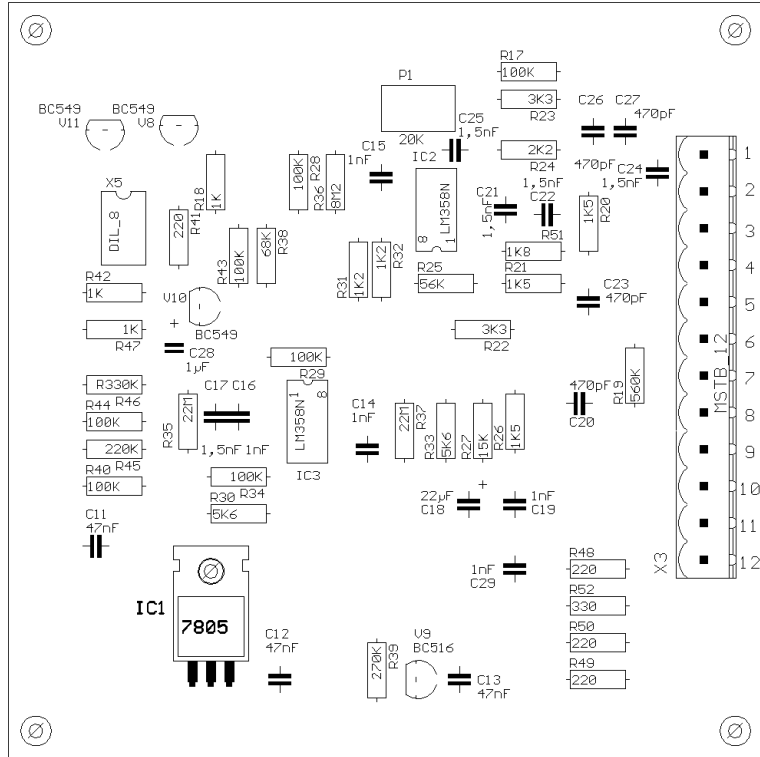 R17
100K
P1
3K3
R23
C26 C27
470pF
BC549
V11
BC549
V8
C25
1,5nF
20K
IC2
C15
1nF
2K2
R24
470pF
1,5nF
C24
X5
DIL_8
R18
1K
220
R41
100K
R28
R36
8M2
LM358N
8
1
C21
1,5nF
1,5nF
C22
1K5
R20
R43
100K
68K
R38
R31
1K2
1K2
R32
R51
1K8
R42
1K
R25
56K
R21
1K5
C23
470pF
V10
BC549
1K
R47
+
C28
1µF
3K3
R22
100K
R29
R330K
R46
R44
100K
R35
22M
C17 C16
1,5nF 1nF
LM358N
1
8
IC3
C14
1nF
22M
R37
R33
5K6
R27
15K
R26
1K5
470pF
C20
R19
560K
220K
R45
R40
100K
100K
R34
R30
5K6
+
22µF
C18
1nF
C19
C11
47nF
1nF
C29
R48
220
R52
330
R50
220
R49
220
IC1
7805
C12
47nF
270K
R39
V9
BC516
C13
47nF
MSTB_12
X3
1
2
3
4
5
6
7
8
9
10
11
12